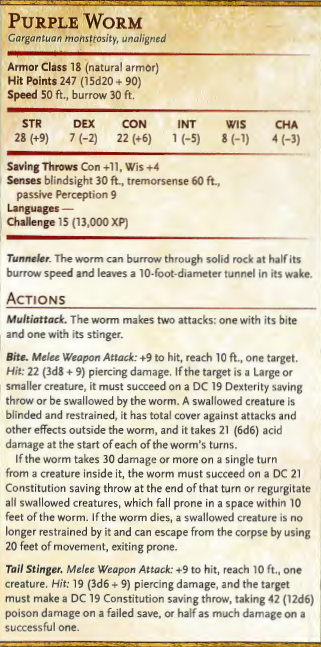 PURPLE WORM
Gargantuan monstrosity, unaligned
Armor Class 18 (natural armor)
Hit Points 247 (15d20 + 90)
Speed 50 ft., burrow 30 ft.
STR DEX CON INT WIS CHA
28 (+9) 7 (−2) 22 (+6) 1 (−5) 8 (−1) 4 (−3)
Saving Throws Con +11, Wis +4
Senses blindsight 30 ft., tremorsense 60 ft.,
passive Perception 9
Languages —
Challenge 15 (13,000 XP)
Tunneler. The worm can burrow through solid rock at half its
burrow speed and leaves a 10-foot-diameter tunnel in its wake.
ACTIONS
Multiattack. The worm makes two attacks: one with its bite
and one with its stinger.
Bite. Melee Weapon Attack: +9 to hit, reach 10 ft., one target.
Hit: 22 (3d8 + 9) piercing damage. If the target is a Large or
smaller creature, it must succeed on a DC 19 Dexterity saving
throw or be swallowed by the worm. A swallowed creature is
blinded and restrained, it has total cover against attacks and
other effects outside the worm, and it takes 21 (6d6) acid
damage at the start of each of the worm's turns.
If the worm takes 30 damage or more on a single turn
from a creature inside it, the worm must succeed on a DC 21
Constitution saving throw at the end of that turn or regurgitate
all swallowed creatures, which fall prone in a space within 10
feet of the worm. If the worm dies, a swallowed creature is no
longer restrained by it and can escape from the corpse by using
20 feet of movement, exiting prone.
Tail Stinger. Melee Weapon Attack: +9 to hit, reach 10 ft., one
creature. Hit: 19 (3d6 + 9) piercing damage, and the target
must make a DC 19 Constitution saving throw, taking 42 (12d6)
poison damage on a failed save, or half as much damage on a
successful one.